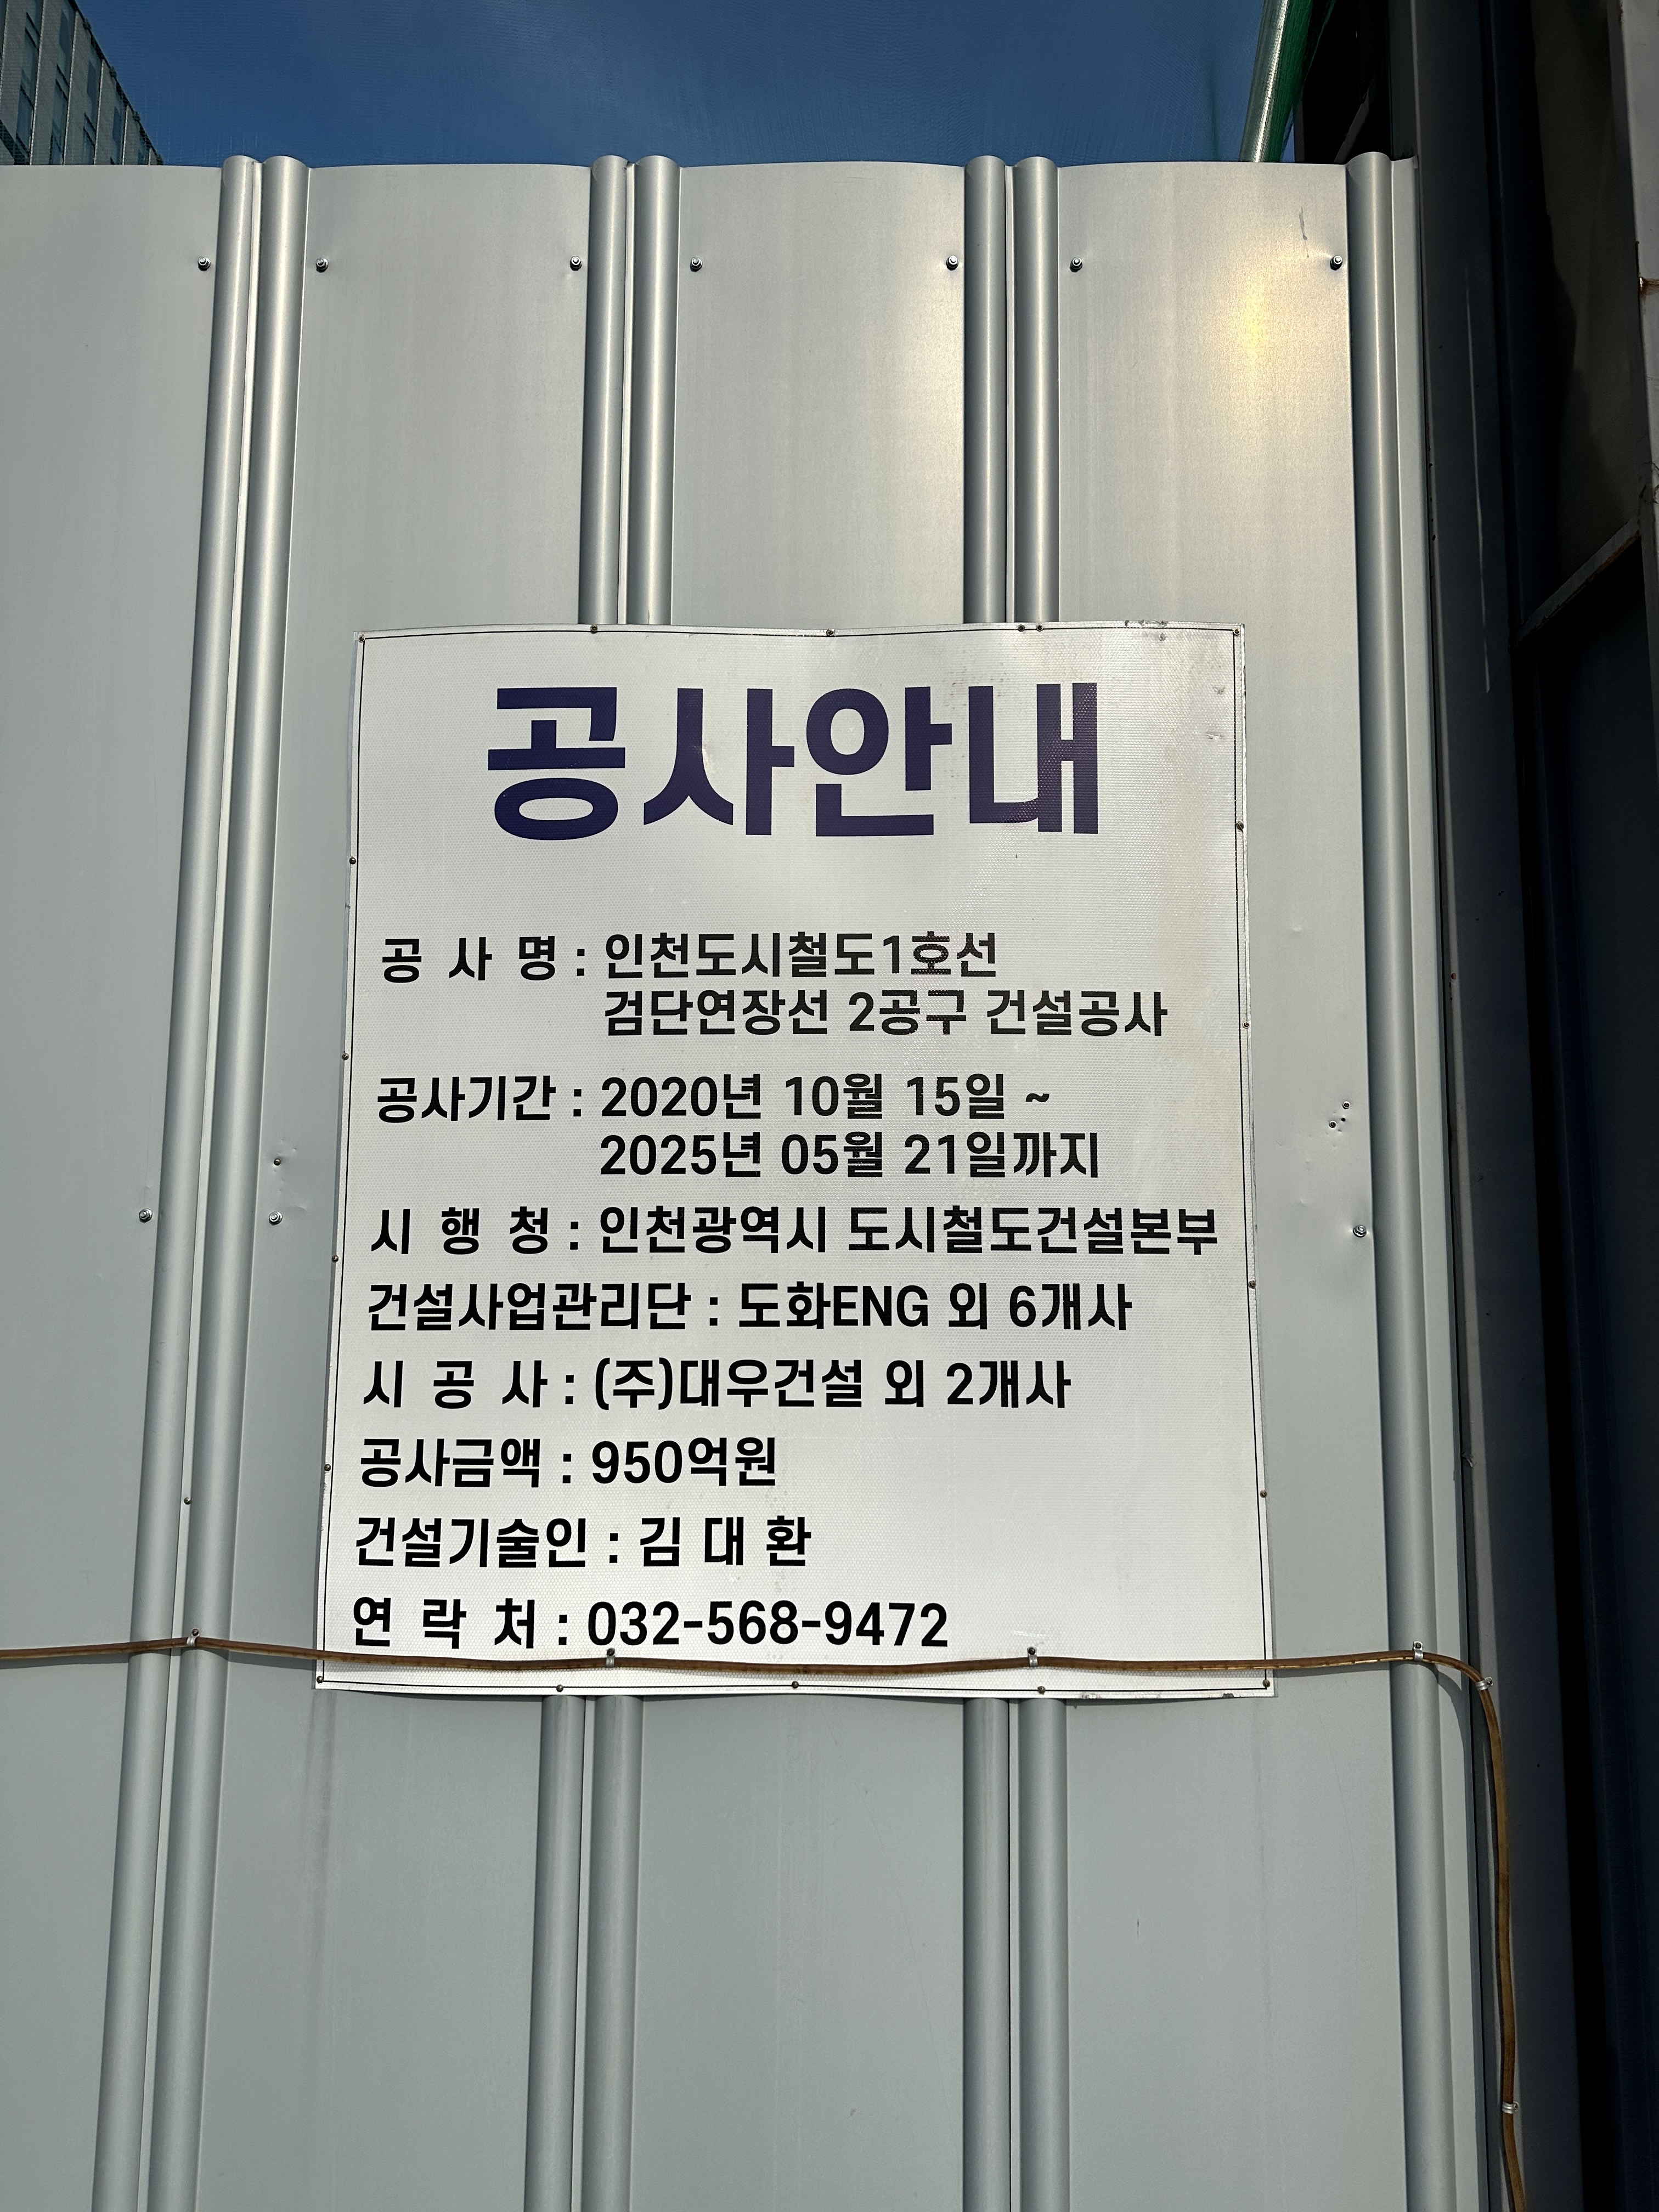 공사안내
공 사 명 : 인천도시철도1호선
검단연장선 2공구 건설공사
공사기간 : 2020년 10월 15일 ~
2025년 05월 21일까지
시 행 청 : 인천광역시 도시철도건설본부
건설사업관리단 : 도화ENG 외 6개사
시 공 사 : (주)대우건설 외 2개사
공사금액 : 950억원
건설기술인 : 김 대 환
연 락 처 : 032-568-9472